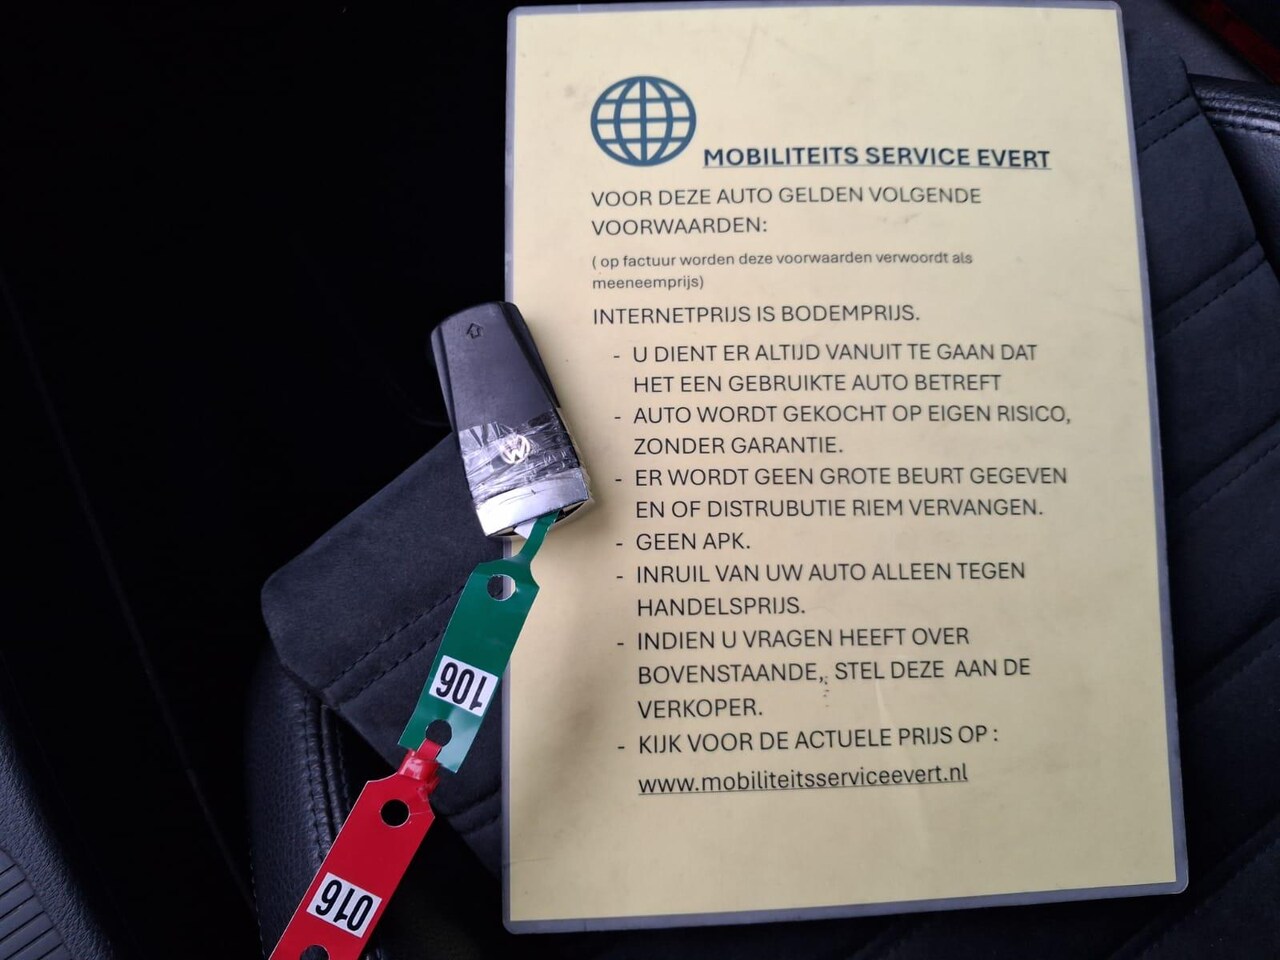 MOBILITEITS SERVICE EVERT
VOOR DEZE AUTO GELDEN VOLGENDE
VOORWAARDEN:
( op factuur worden deze voorwaarden verwoordt als
meeneemprijs)
INTERNETPRIJS IS BODEMPRIJS.
- U DIENT ER ALTIJD VANUIT TE GAAN DAT
HET EEN GEBRUIKTE AUTO BETREFT
- AUTO WORDT GEKOCHT OP EIGEN RISICO,
ZONDER GARANTIE.
- ER WORDT GEEN GROTE BEURT GEGEVEN
EN OF DISTRUBUTIE RIEM VERVANGEN.
- GEEN APK.
- INRUIL VAN UW AUTO ALLEEN TEGEN
HANDELSPRIJS.
- INDIEN U VRAGEN HEEFT OVER
BOVENSTAANDE, STEL DEZE AAN DE
VERKOPER.
- KIJK VOOR DE ACTUELE PRIJS OP :
www.mobiliteitsserviceevert.nl
VW
106
016